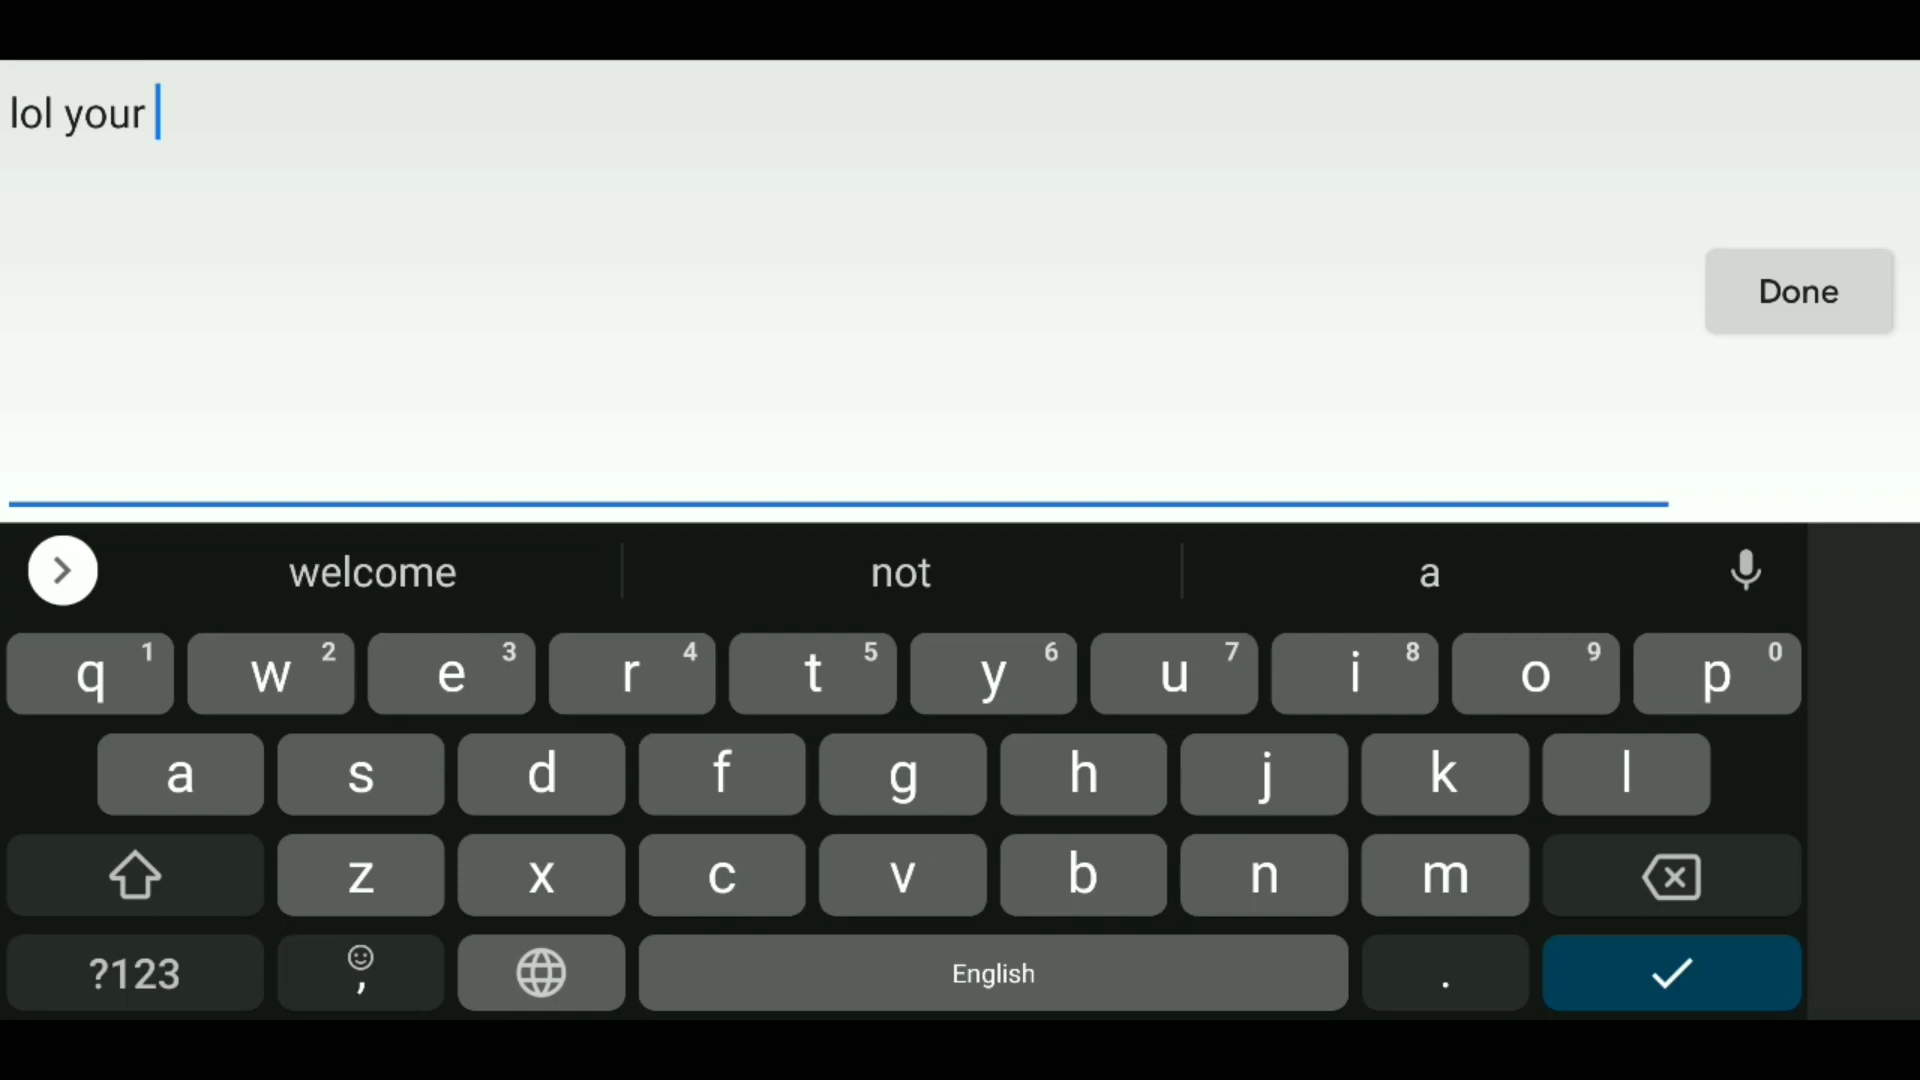 lol your
Done
welcome not a
q 1 w 2 e 3 r 4 t 5 y 6 u 7 i 8 o 9 p 0
a s d f g h j k l
z x c v b n m
?123 , English .